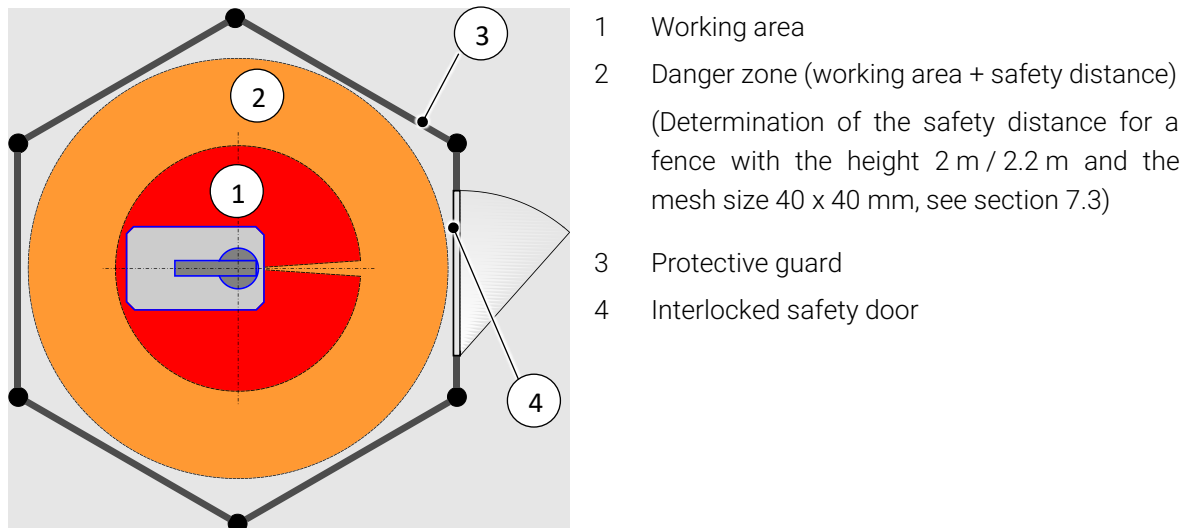 3
2
1
4
1 Working area
2 Danger zone (working area + safety distance)
(Determination of the safety distance for a
fence with the height 2 m / 2.2 m and the
mesh size 40 x 40 mm, see section 7.3)
3 Protective guard
4 Interlocked safety door